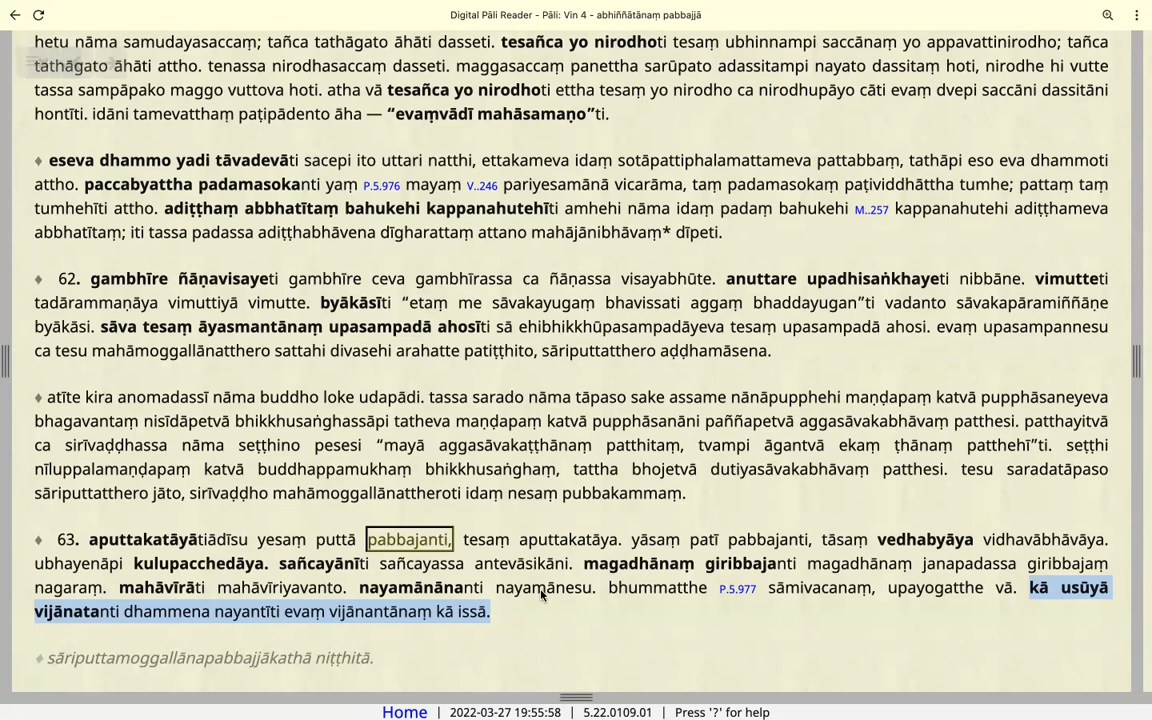 Digital Pāli Reader - Pāli: Vin 4 - abhiññātānaṃ pabbajjā
hetu nāma samudayasaccaṃ; tañca tathāgato āhāti dasseti. tesañca yo nirodhoti tesaṃ ubhinnampi saccānaṃ yo appavattinirodho; tañca
tathāgato āhāti attho. tenassa nirodhasaccaṃ dasseti. maggasaccaṃ panettha sarūpato adassitampi nayato dassitaṃ hoti, nirodhe hi vutte
tassa sampāpako maggo vuttova hoti. atha vā tesañca yo nirodhoti ettha tesaṃ yo nirodho ca nirodhupāyo cāti evaṃ dvepi saccāni dassitāni
hontīti. idāni tamevatthaṃ paṭipādento āha — “evaṃvādī mahāsamaṇo”ti.
♦ eseva dhammo yadi tāvadevāti sacepi ito uttari natthi, ettakameva idaṃ sotāpattiphalamattameva pattabbaṃ, tathāpi eso eva dhammoti
attho. paccabyattha padamasokanti yaṃ P.5.976 mayaṃ V..246 pariyesamānā vicarāma, taṃ padamasokaṃ paṭividdhāttha tumhe; pattaṃ taṃ
tumhehīti attho. adiṭṭhaṃ abbhatītaṃ bahukehi kappanahutehīti amhehi nāma idaṃ padaṃ bahukehi M..257 kappanahutehi adiṭṭhameva
abbhatītaṃ; iti tassa padassa adiṭṭhabhāvena dīgharattaṃ attano mahājānibhāvaṃ* dīpeti.
♦ 62. gambhīre ñāṇavisayeti gambhīre ceva gambhīrassa ca ñāṇassa visayabhūte. anuttare upadhisaṅkhayeti nibbāne. vimutteti
tadārammaṇāya vimuttiyā vimutte. byākāsīti “etaṃ me sāvakayugaṃ bhavissati aggaṃ bhaddayugan”ti vadanto sāvakapāramiññāṇe
byākāsi. sāva tesaṃ āyasmantānaṃ upasampadā ahosīti sā ehibhikkhūpasampadāyeva tesaṃ upasampadā ahosi. evaṃ upasampannesu
ca tesu mahāmoggallānatthero sattahi divasehi arahatte patiṭṭhito, sāriputtatthero aḍḍhamāsena.
♦ atīte kira anomadassī nāma buddho loke udapādi. tassa sarado nāma tāpaso sake assame nānāpupphehi maṇḍapaṃ katvā pupphāsaneyeva
bhagavantaṃ nisīdāpetvā bhikkhusaṅghassāpi tatheva maṇḍapaṃ katvā pupphāsanāni paññapetvā aggasāvakabhāvaṃ patthesi. patthayitvā
ca sirīvaḍḍhassa nāma seṭṭhino pesesi “mayā aggasāvakaṭṭhānaṃ patthitaṃ, tvampi āgantvā ekaṃ ṭhānaṃ patthehī”ti. seṭṭhi
nīluppalamaṇḍapaṃ katvā buddhappamukhaṃ bhikkhusaṅghaṃ, tattha bhojetvā dutiyasāvakabhāvaṃ patthesi. tesu saradatāpaso
sāriputtatthero jāto, sirīvaḍḍho mahāmoggallānattheroti idaṃ nesaṃ pubbakammaṃ.
♦ 63. aputtakatāyātiādīsu yesaṃ puttā pabbajanti, tesaṃ aputtakatāya. yāsaṃ patī pabbajanti, tāsaṃ vedhabyāya vidhavābhāvāya.
ubhayenāpi kulupacchedāya. sañcayānīti sañcayassa antevāsikāni. magadhānaṃ giribbajanti magadhānaṃ janapadassa giribbajaṃ
nagaraṃ. mahāvīrāti mahāvīriyavanto. nayamānānanti nayamānesu. bhummatthe P.5.977 sāmivacanaṃ, upayogatthe vā. kā usūyā
vijānatanti dhammena nayantīti evaṃ vijānantānaṃ kā issā.
♦ sāriputtamoggallānapabbajjākathā niṭṭhitā.
Home | 2022-03-27 19:55:58 | 5.22.0109.01 | Press '?' for help